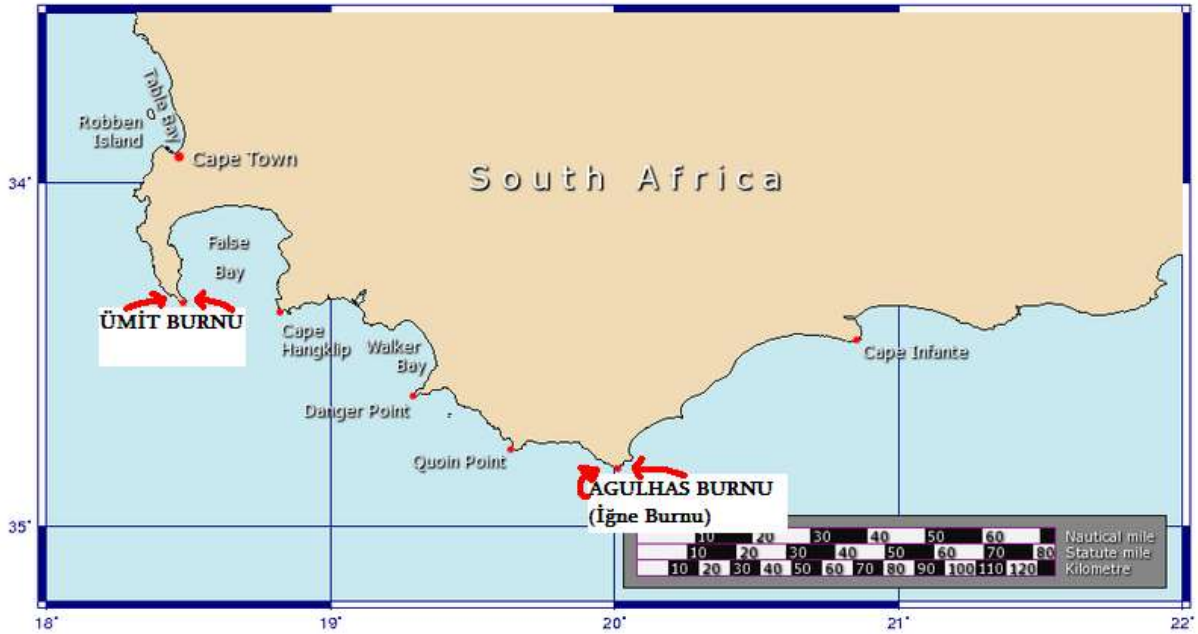 Table Bay
Robben
Island
Cape Town
South Africa
34°
False
Bay
ÜMİT BURNU
Cape
Hangklip
Walker
Bay
Cape Infante
Danger Point
Quoin Point
AGULHAS BURNU
(İğne Burnu)
35°
10 20 30 40 50 60 Nautical mile
10 20 30 40 50 60 70 80 Statute mile
10 20 30 40 50 60 70 80 90 100 110 120 Kilometre
18° 19° 20° 21° 22°